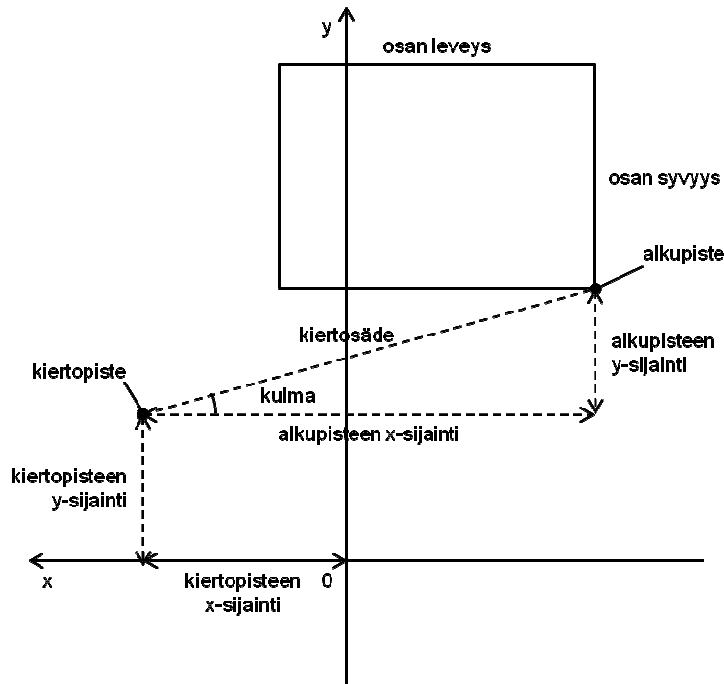 y
osan leveys
osan syvyys
alkupiste
kiertosäde
alkupisteen
y-sijainti
kiertopiste
kulma
alkupisteen x-sijainti
kiertopisteen
y-sijainti
x
kiertopisteen
x-sijainti
0